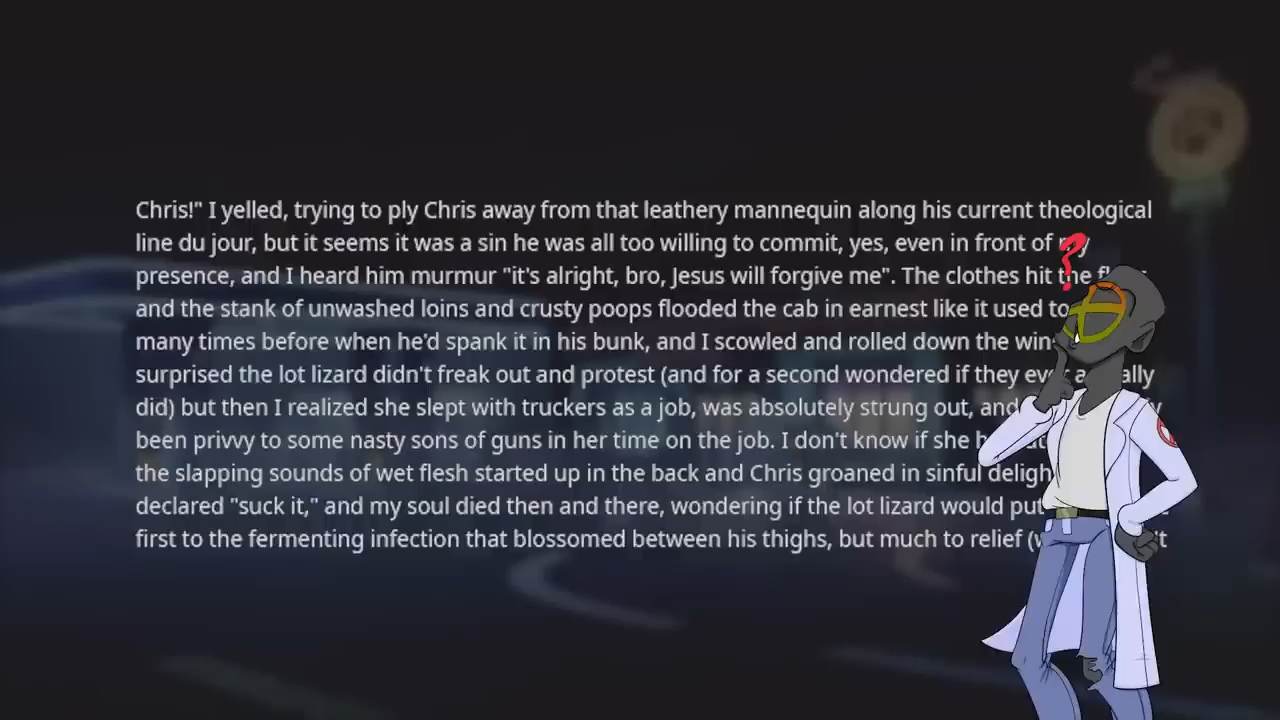 Chris!" I yelled, trying to ply Chris away from that leathery mannequin along his current theological
line du jour, but it seems it was a sin he was all too willing to commit, yes, even in front of my
presence, and I heard him murmur "it's alright, bro, Jesus will forgive me". The clothes hit the
and the stank of unwashed loins and crusty poops flooded the cab in earnest like it used to
many times before when he'd spank it in his bunk, and I scowled and rolled down the
surprised the lot lizard didn't freak out and protest (and for a second wondered if they ever
did) but then I realized she slept with truckers as a job, was absolutely strung out, and
been privvy to some nasty sons of guns in her time on the job. I don't know if she
the slapping sounds of wet flesh started up in the back and Chris groaned in sinful
declared "suck it," and my soul died then and there, wondering if the lot lizard would put
first to the fermenting infection that blossomed between his thighs, but much to relief
?